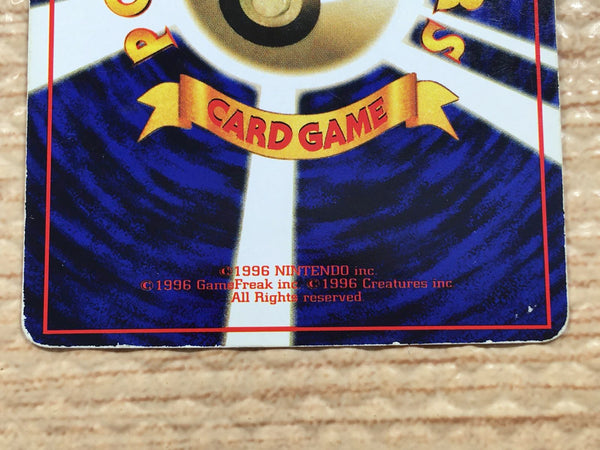 CARD GAME
©1996 NINTENDO inc.
©1996 GameFreak inc. ©1996 Creatures inc
All Rights reserved